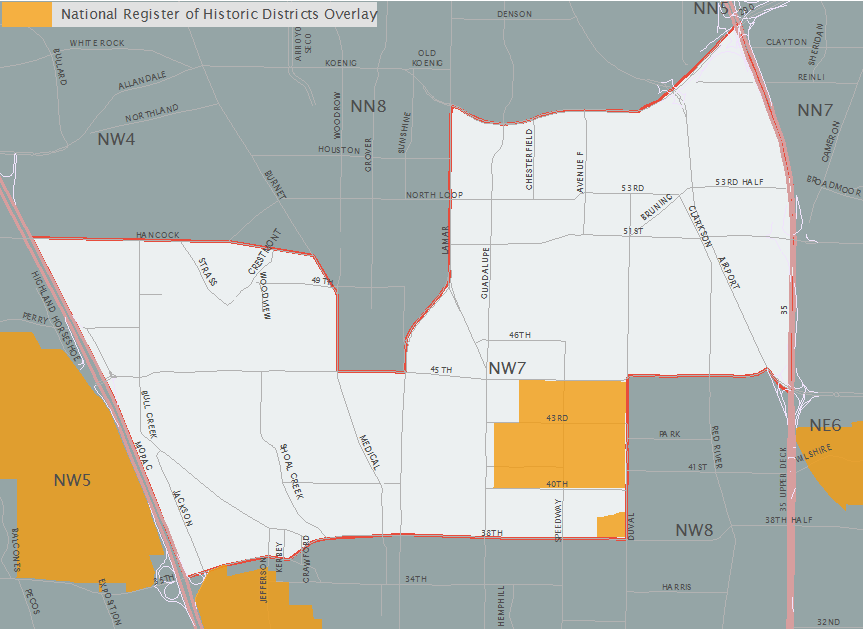 National Register of Historic Districts Overlay
NN5
290
DENSON
WHITE ROCK
ARROYO
SECO
OLD
KOENIG
KOENIG
CLAYTON
SHERIDAN
REINLI
BULLARD
ALLANDALE
NORTHLAND
NW4
NN8
WOODROW
SUNSHINE
GROVER
HOUSTON
CHESTERFIELD
AVENUE F
NN7
CAMERON
BURNET
NORTH LOOP
53RD
53RD HALF
BROADMOOR
BRUNING
HANCOCK
CRESTMONT
LAMAR
51ST
CLARKSON
STRASS
WOODVIEW
49TH
GUADALUPE
AIRPORT
HIGHLAND
HORSESHOE
PERRY
35
46TH
45TH
NW7
BULL CREEK
43RD
PARK
RED RIVER
NE6
WILSHIRE
MOPAC
SHOAL CREEK
MEDICAL
41ST
35 UPPER DECK
NW5
40TH
JACKSON
SPEEDWAY
DUVAL
NW8
38TH HALF
38TH
BALCONES
KERBEY
CRAWFORD
JEFFERSON
35TH
34TH
PECOS
EXPOSITION
HEMPHILL
HARRIS
32ND